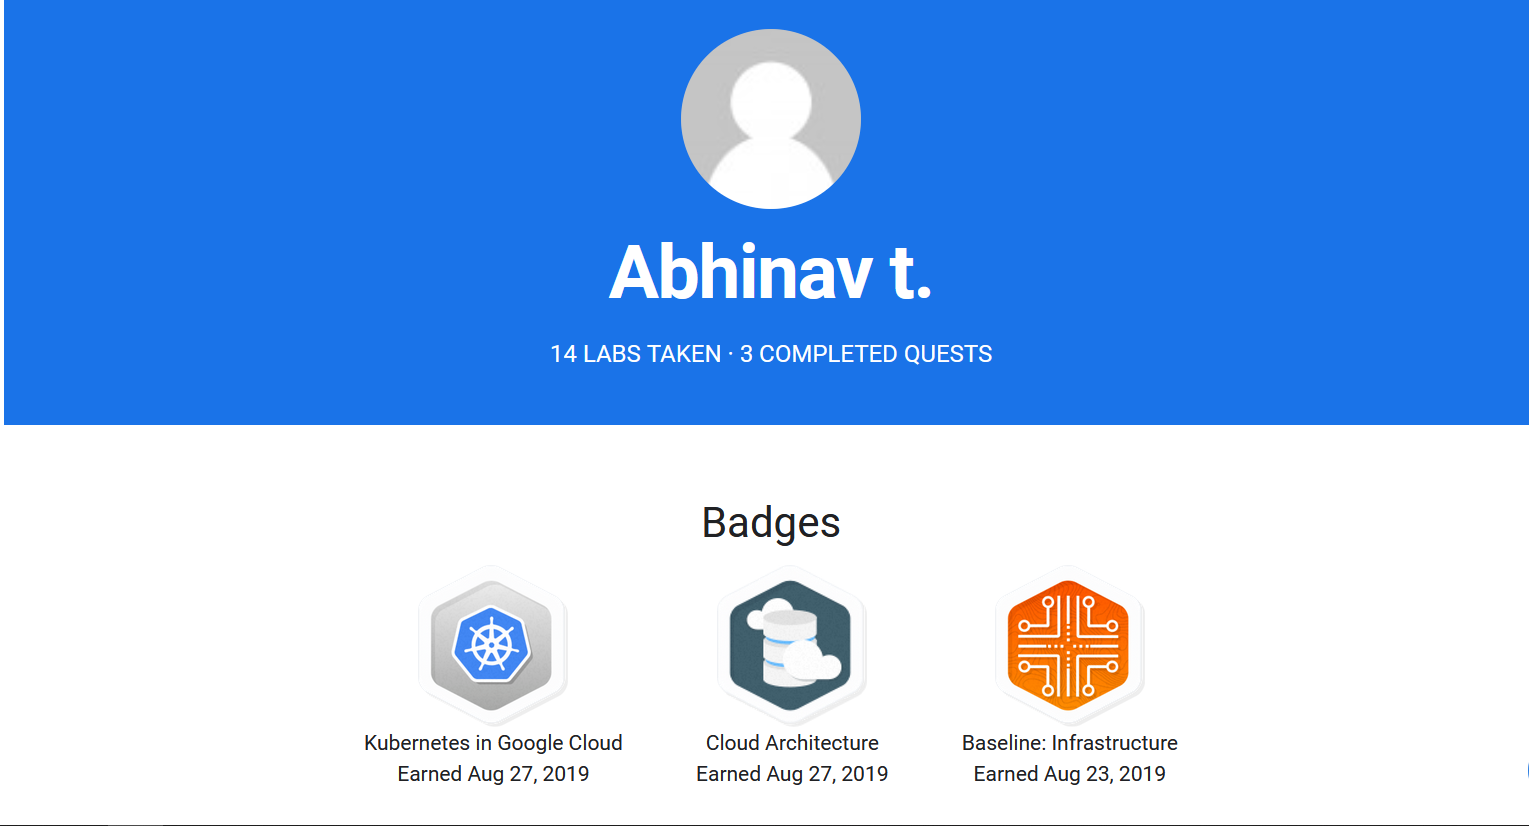 Abhinav t.
14 LABS TAKEN · 3 COMPLETED QUESTS
Badges
Kubernetes in Google Cloud
Earned Aug 27, 2019
Cloud Architecture
Earned Aug 27, 2019
Baseline: Infrastructure
Earned Aug 23, 2019